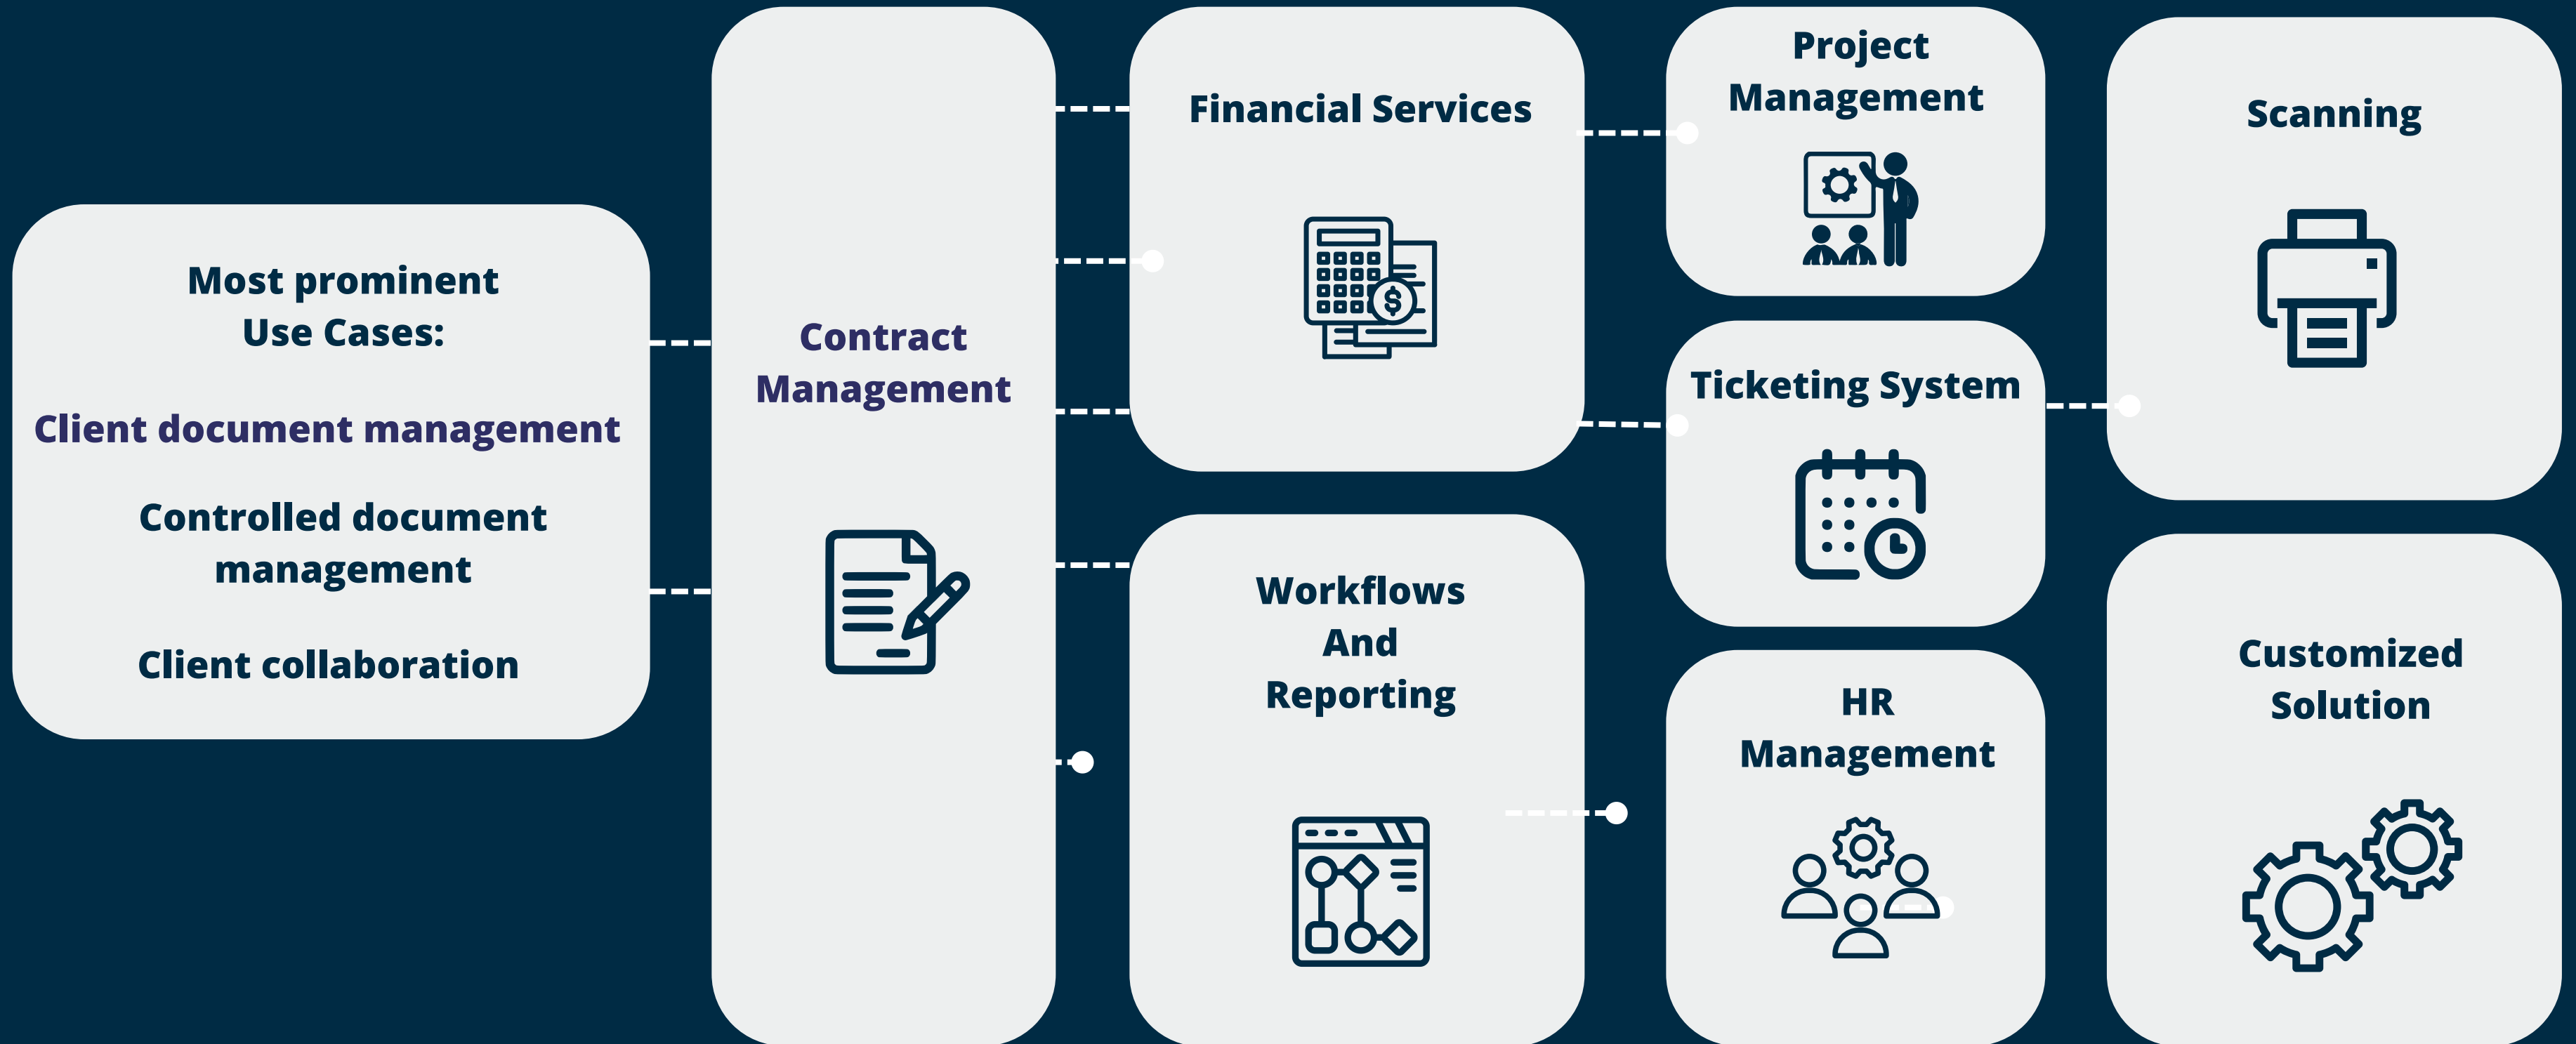 Most prominent
Use Cases:
Client document management
Controlled document
management
Client collaboration
Contract
Management
Financial Services
$
Workflows
And
Reporting
Project
Management
Ticketing System
HR
Management
Scanning
Customized
Solution